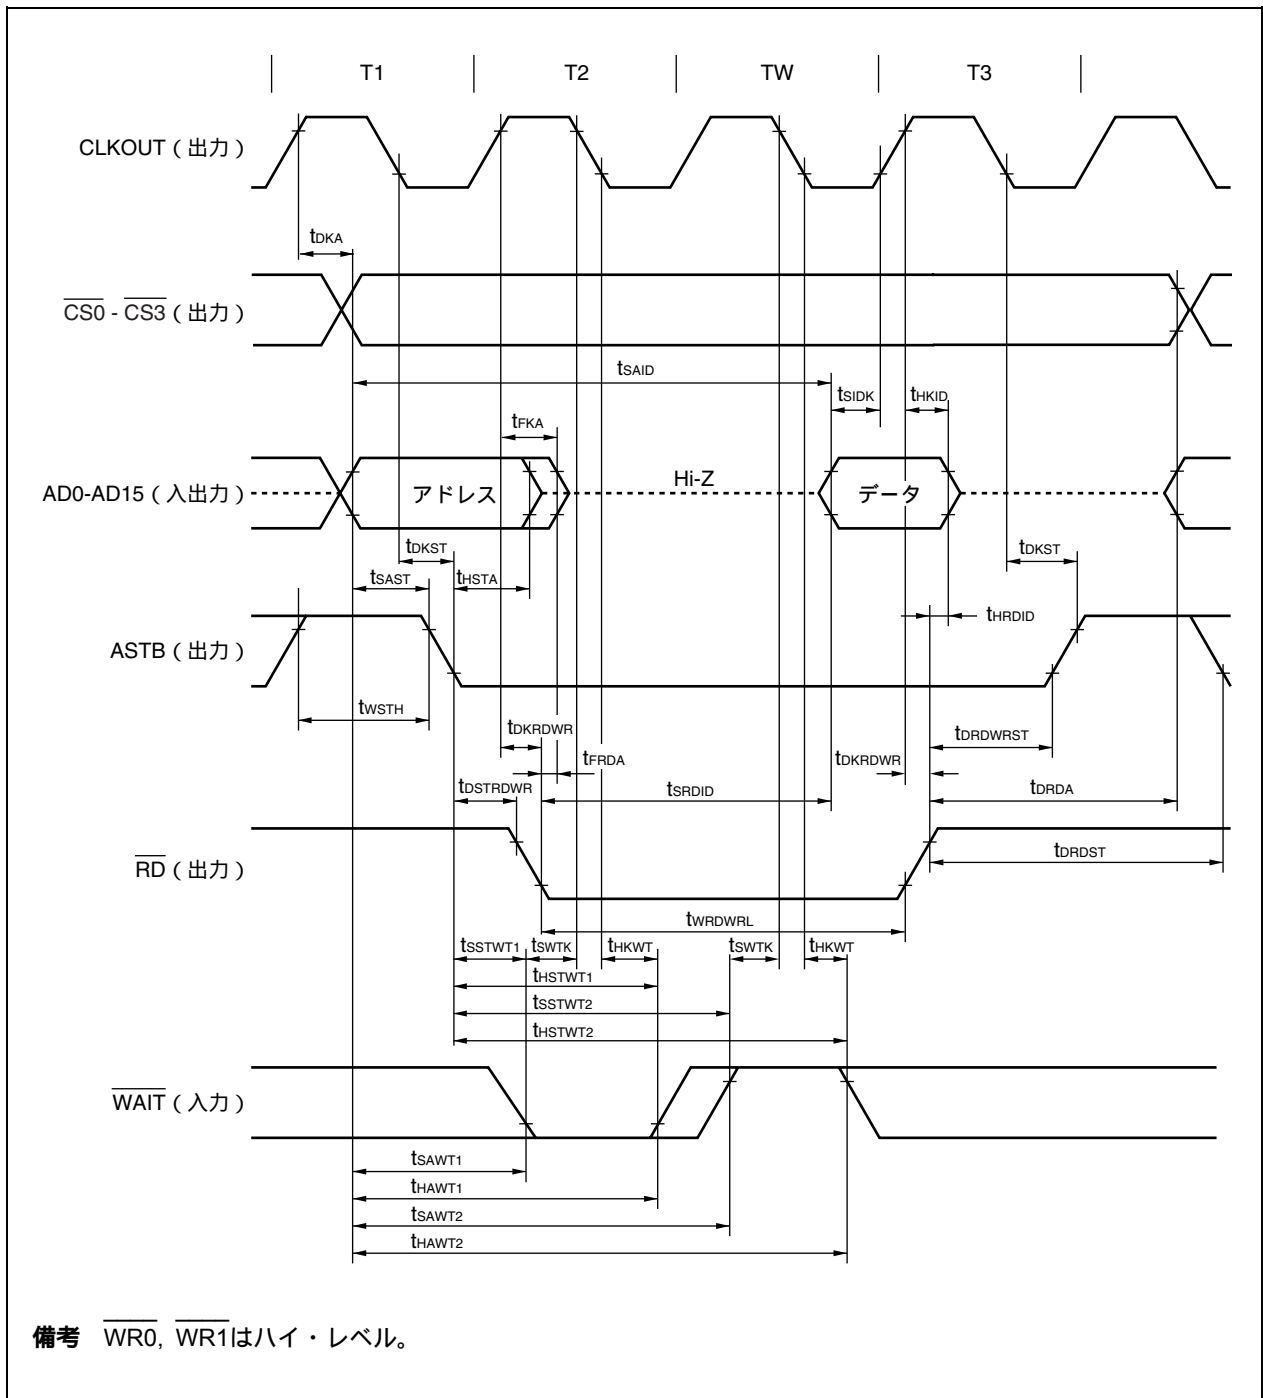 T1 T2 TW T3
CLKOUT（出力）
tDKA
CS0 - CS3（出力）
tSAID
tSIDK tHKID
tFKA
AD0-AD15（入出力） アドレス Hi-Z データ
tDKST tDKST
tSAST tHSTA
tHRDID
ASTB（出力）
tWSTH
tDKRDWR tDRDWRST
tFRDA tDKRDWR
tDSTRDWR tSRDID tDRDA
RD（出力） tDRDST
tWRDWRL
tSSTWT1 tSWTK tHKWT tSWTK tHKWT
tHSTWT1
tSSTWT2
tHSTWT2
WAIT（入力）
tSAWT1
tHAWT1
tSAWT2
tHAWT2
備考 WR0, WR1はハイ・レベル。